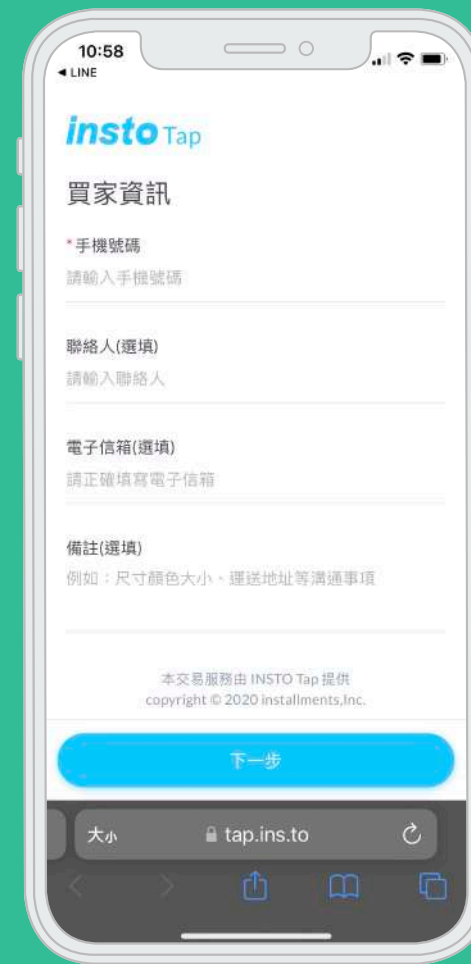 10:58
◀ LINE
insto Tap
買家資訊
*手機號碼
請輸入手機號碼
聯絡人(選填)
請輸入聯絡人
電子信箱(選填)
請正確填寫電子信箱
備註(選填)
例如：尺寸顏色大小、運送地址等溝通事項
本交易服務由 INSTO Tap 提供
copyright © 2020 installments,Inc.
下一步
大小 tap.ins.to